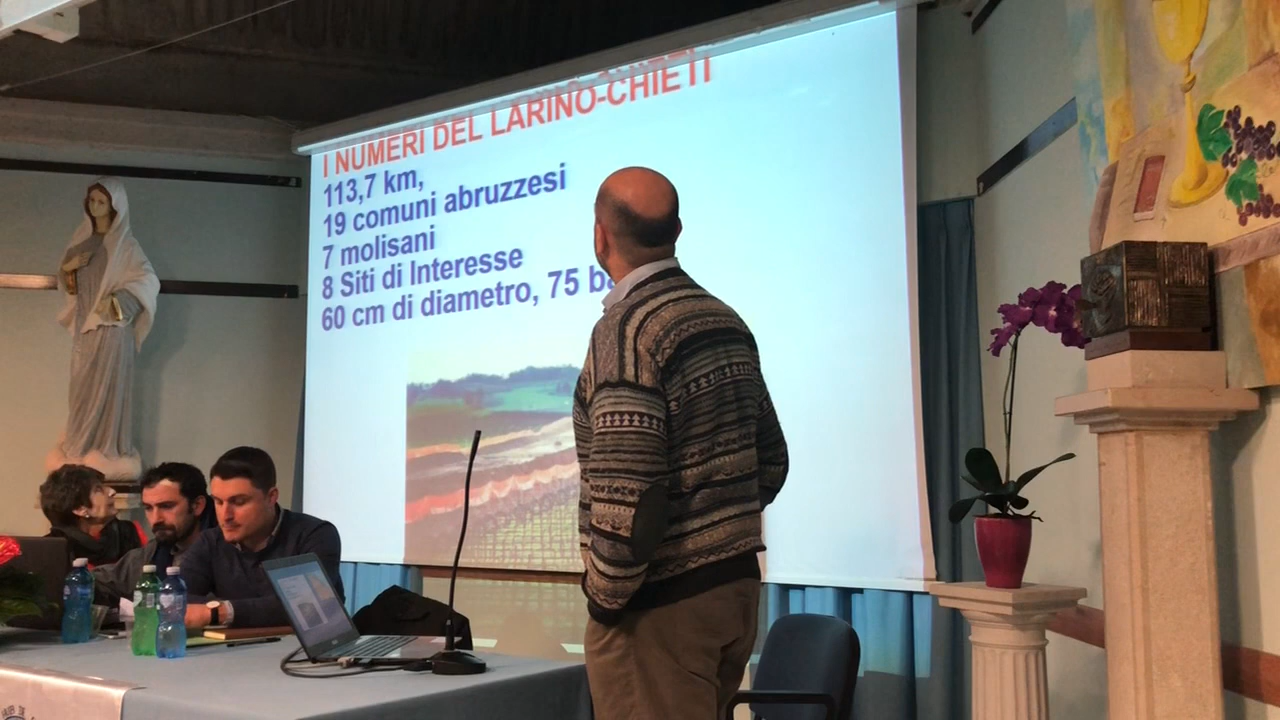 I NUMERI DEL LARINO-CHIETI
113,7 km,
19 comuni abruzzesi
7 molisani
8 Siti di Interesse
60 cm di diametro, 75